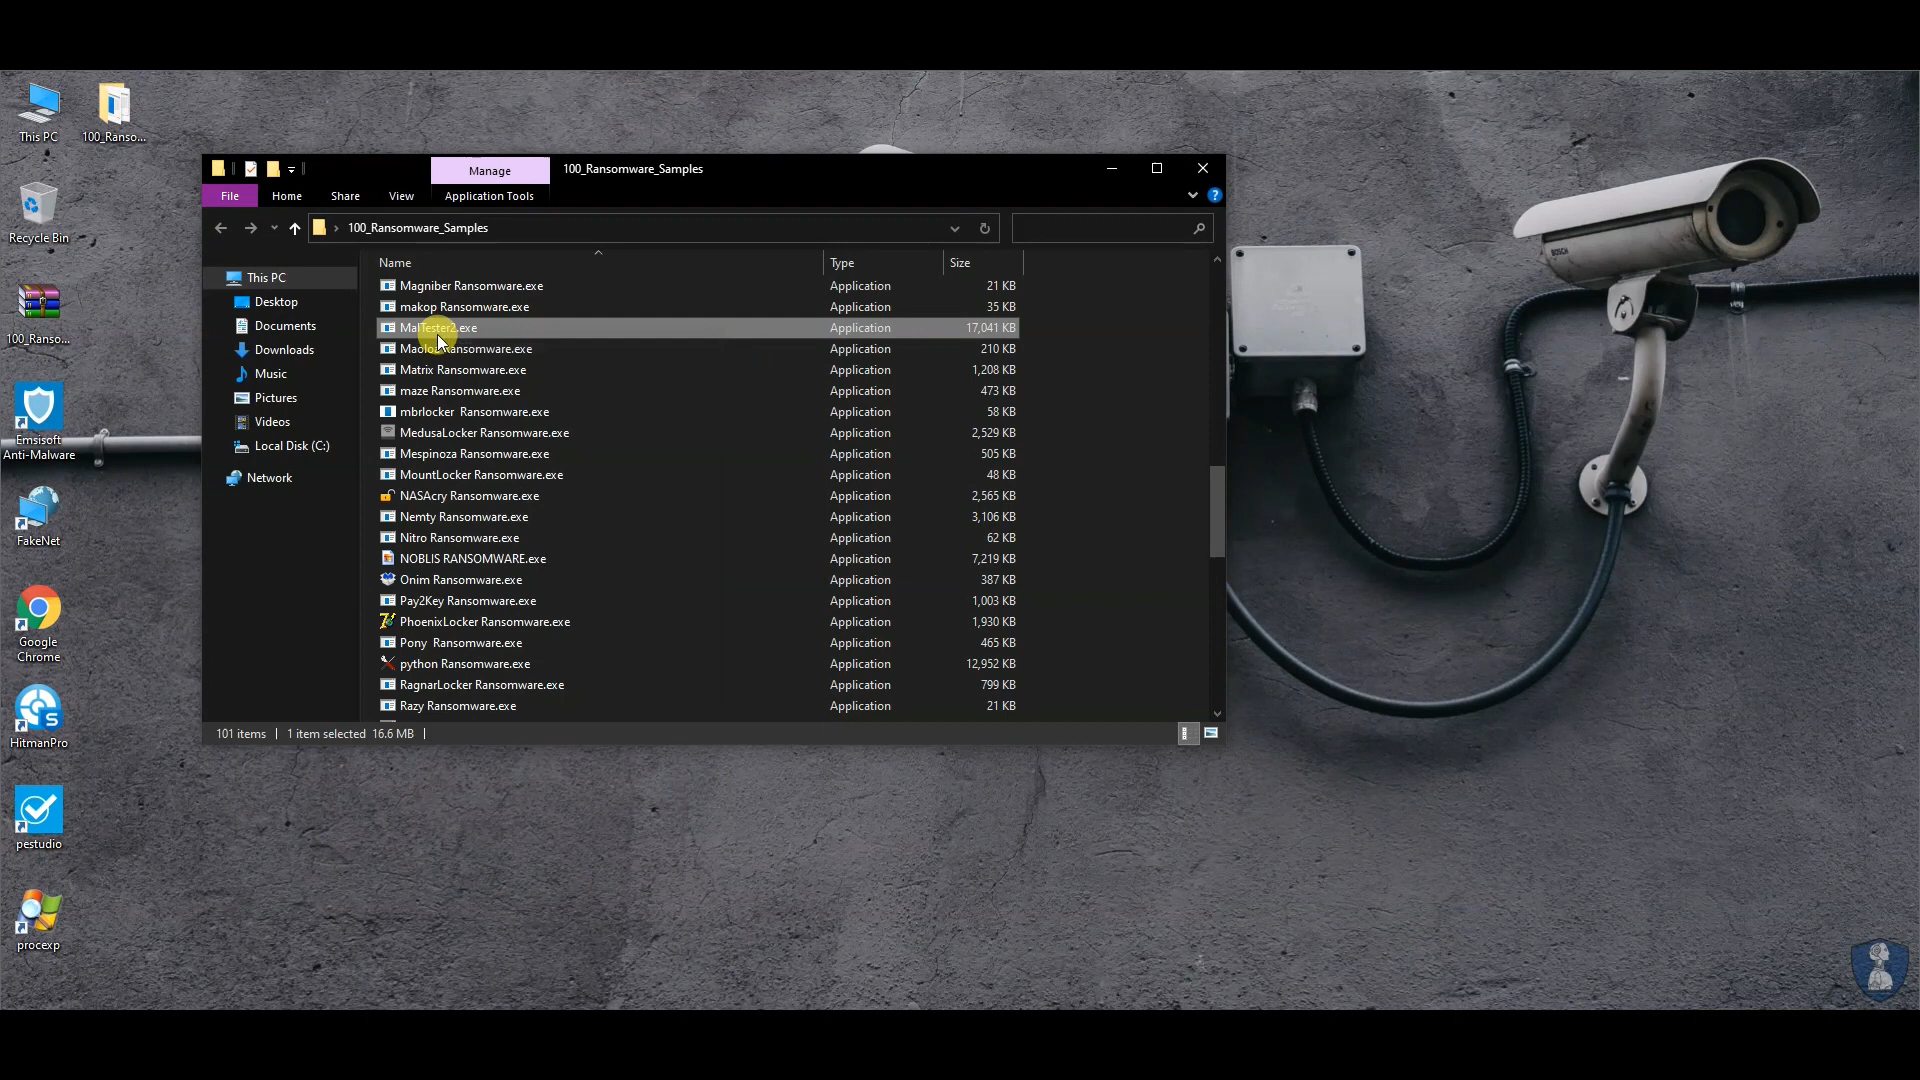 This PC
100_Ranso...
Recycle Bin
100_Ranso...
Emsisoft
Anti-Malware
FakeNet
Google
Chrome
HitmanPro
pestudio
procexp
Manage
100_Ransomware_Samples
File
Home
Share
View
Application Tools
100_Ransomware_Samples
This PC
Desktop
Documents
Downloads
Music
Pictures
Videos
Local Disk (C:)
Network
Name Type Size
Magniber Ransomware.exe Application 21 KB
makop Ransomware.exe Application 35 KB
MalTester2.exe Application 17,041 KB
Ransomware.exe Application 210 KB
Matrix Ransomware.exe Application 1,208 KB
maze Ransomware.exe Application 473 KB
mbrlocker Ransomware.exe Application 58 KB
MedusaLocker Ransomware.exe Application 2,529 KB
Mespinoza Ransomware.exe Application 505 KB
MountLocker Ransomware.exe Application 48 KB
NASAcry Ransomware.exe Application 2,565 KB
Nemty Ransomware.exe Application 3,106 KB
Nitro Ransomware.exe Application 62 KB
NOBLIS RANSOMWARE.exe Application 7,219 KB
Onim Ransomware.exe Application 387 KB
Pay2Key Ransomware.exe Application 1,003 KB
PhoenixLocker Ransomware.exe Application 1,930 KB
Pony Ransomware.exe Application 465 KB
python Ransomware.exe Application 12,952 KB
RagnarLocker Ransomware.exe Application 799 KB
Razy Ransomware.exe Application 21 KB
101 items
1 item selected 16.6 MB
BOSCH